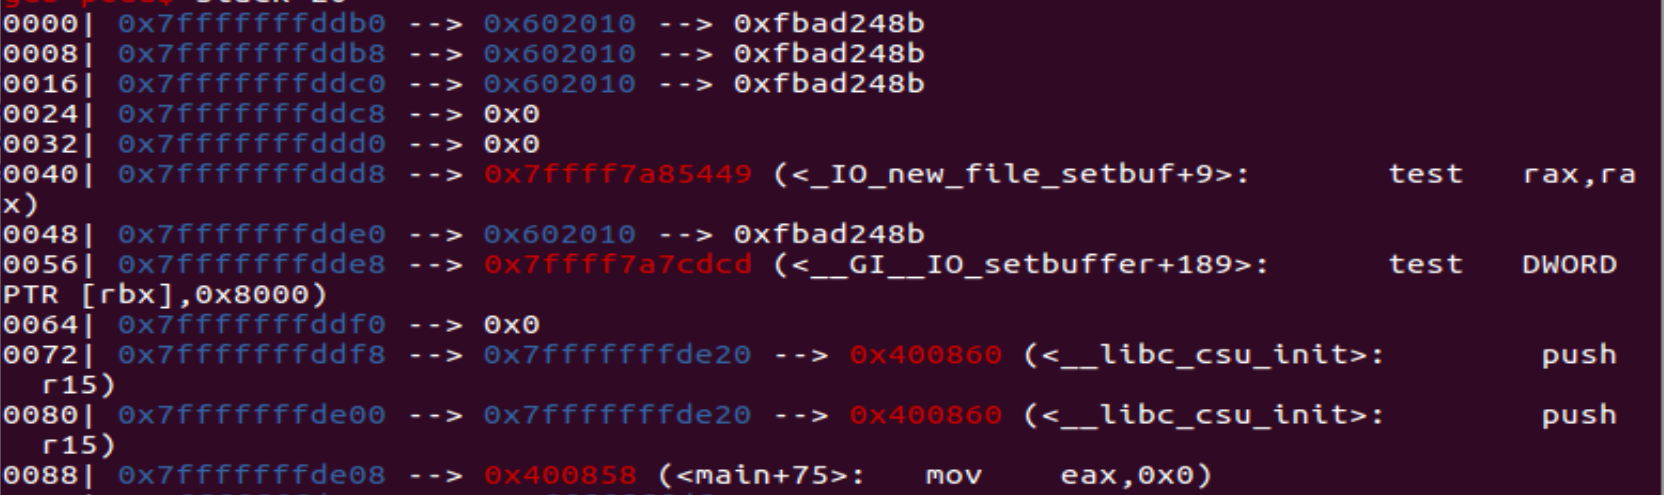 0000| 0x7fffffffddb0 --> 0x602010 --> 0xfbad248b
0008| 0x7fffffffddb8 --> 0x602010 --> 0xfbad248b
0016| 0x7fffffffddc0 --> 0x602010 --> 0xfbad248b
0024| 0x7fffffffddc8 --> 0x0
0032| 0x7fffffffddd0 --> 0x0
0040| 0x7fffffffddd8 --> 0x7ffff7a85449 (<_IO_new_file_setbuf+9>: test rax,ra
x)
0048| 0x7fffffffdde0 --> 0x602010 --> 0xfbad248b
0056| 0x7fffffffdde8 --> 0x7ffff7a7cdcd (<__GI__IO_setbuffer+189>: test DWORD
PTR [rbx],0x8000)
0064| 0x7fffffffddf0 --> 0x0
0072| 0x7fffffffddf8 --> 0x7fffffffde20 --> 0x400860 (<__libc_csu_init>: push
r15)
0080| 0x7fffffffde00 --> 0x7fffffffde20 --> 0x400860 (<__libc_csu_init>: push
r15)
0088| 0x7fffffffde08 --> 0x400858 (<main+75>: mov eax,0x0)